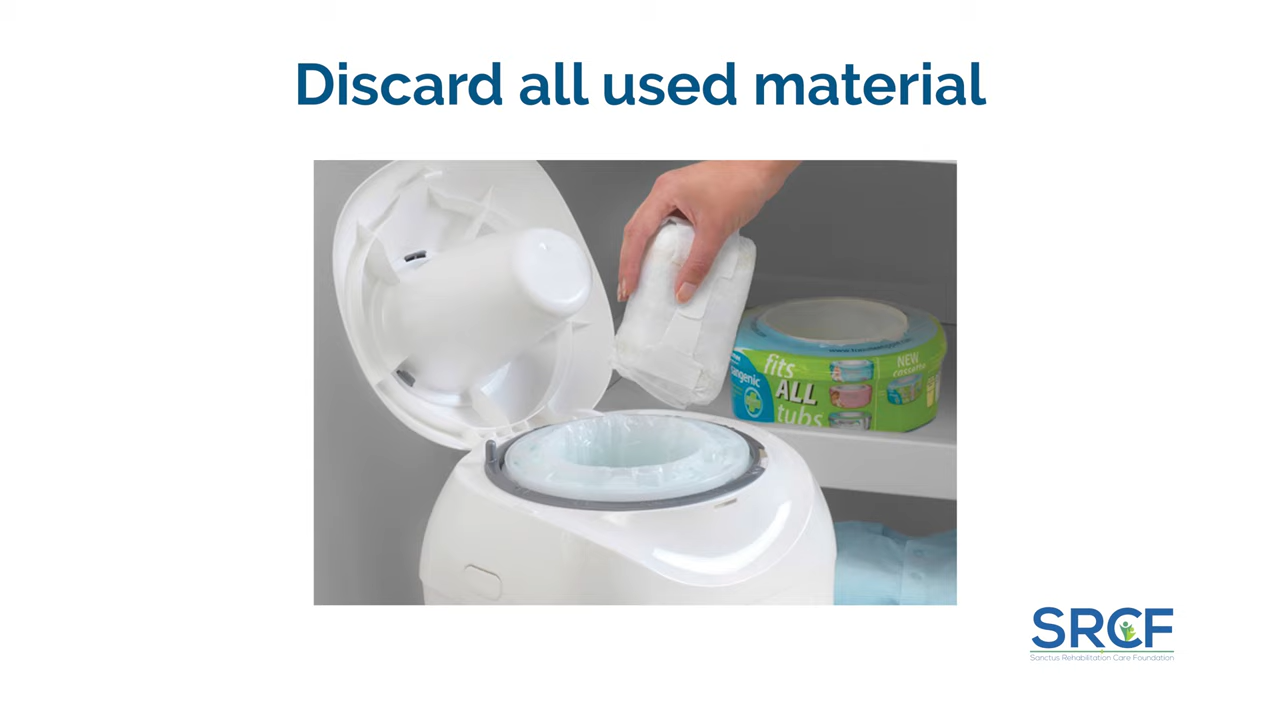 Discard all used material
fits
ALL
tubs
NEW
SRCF
Sanctus Rehabilitation Care Foundation